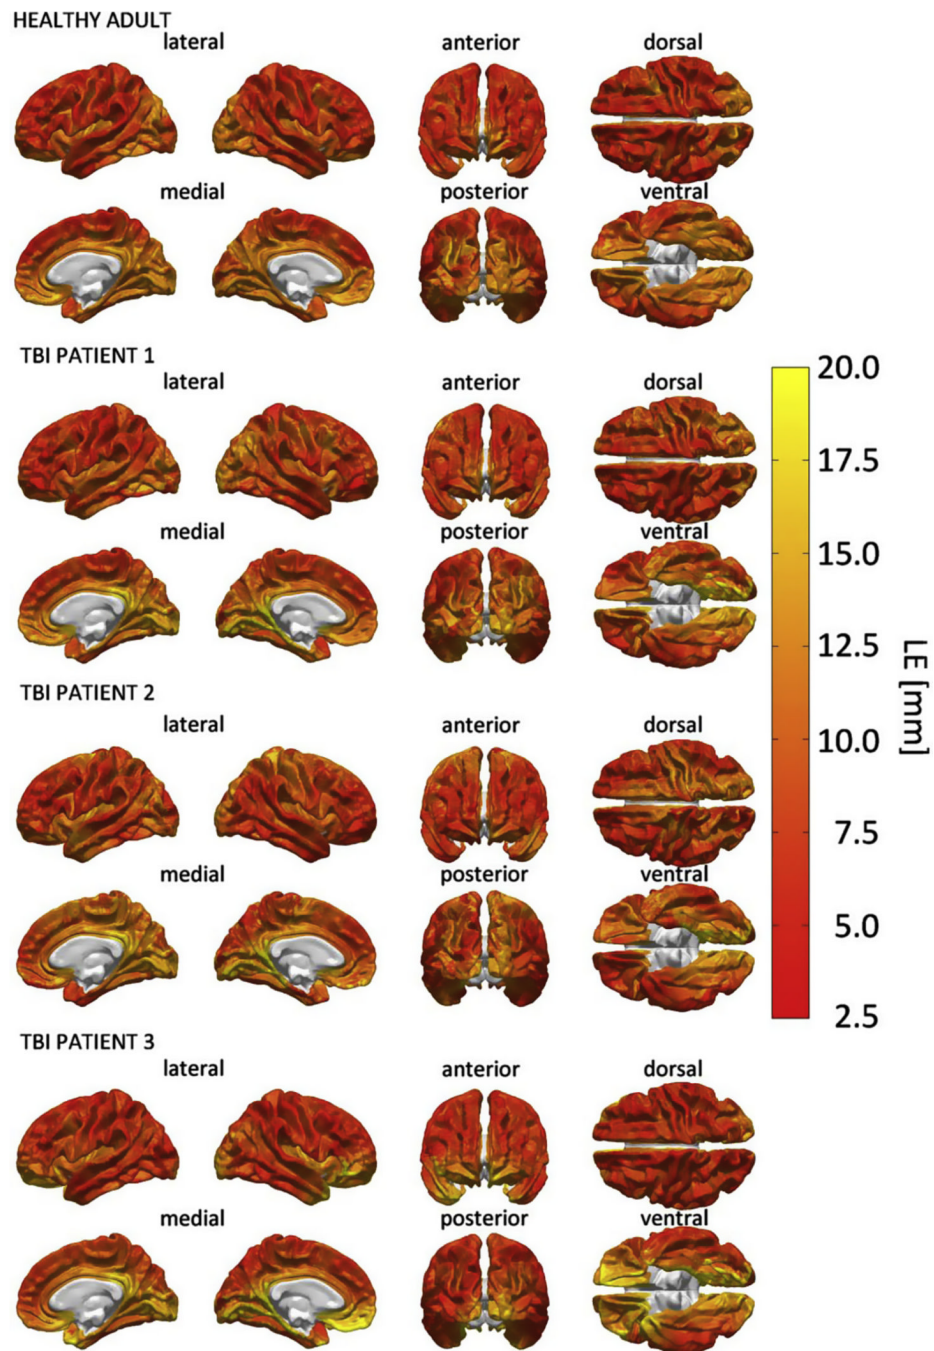 HEALTHY ADULT
lateral anterior dorsal
medial posterior ventral
TBI PATIENT 1
lateral anterior dorsal
medial posterior ventral
TBI PATIENT 2
lateral anterior dorsal
medial posterior ventral
TBI PATIENT 3
lateral anterior dorsal
medial posterior ventral
20.0
17.5
15.0
12.5
10.0
7.5
5.0
2.5
LE [mm]